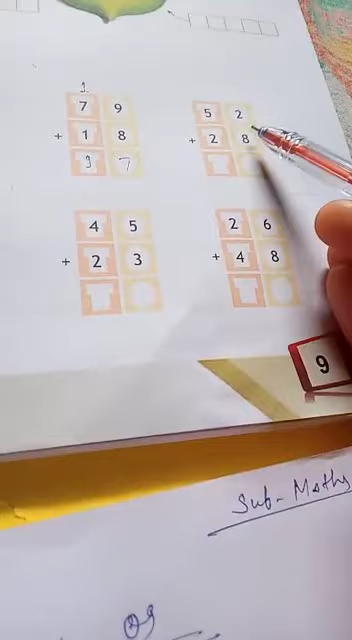 1
7 9
+ 1 8
9 7
5 2
+ 2 8
T
4 5
+ 2 3
T O
2 6
+ 4 8
T O
9
Sub - Maths